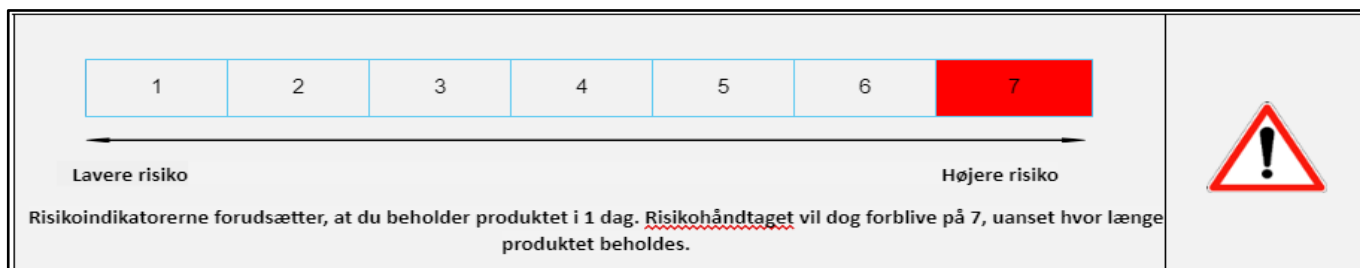 1 2 3 4 5 6 7
Lavere risiko Højere risiko
Risikoindikatorerne forudsætter, at du beholder produktet i 1 dag. Risikohåndtaget vil dog forblive på 7, uanset hvor længe
produktet beholdes.
!